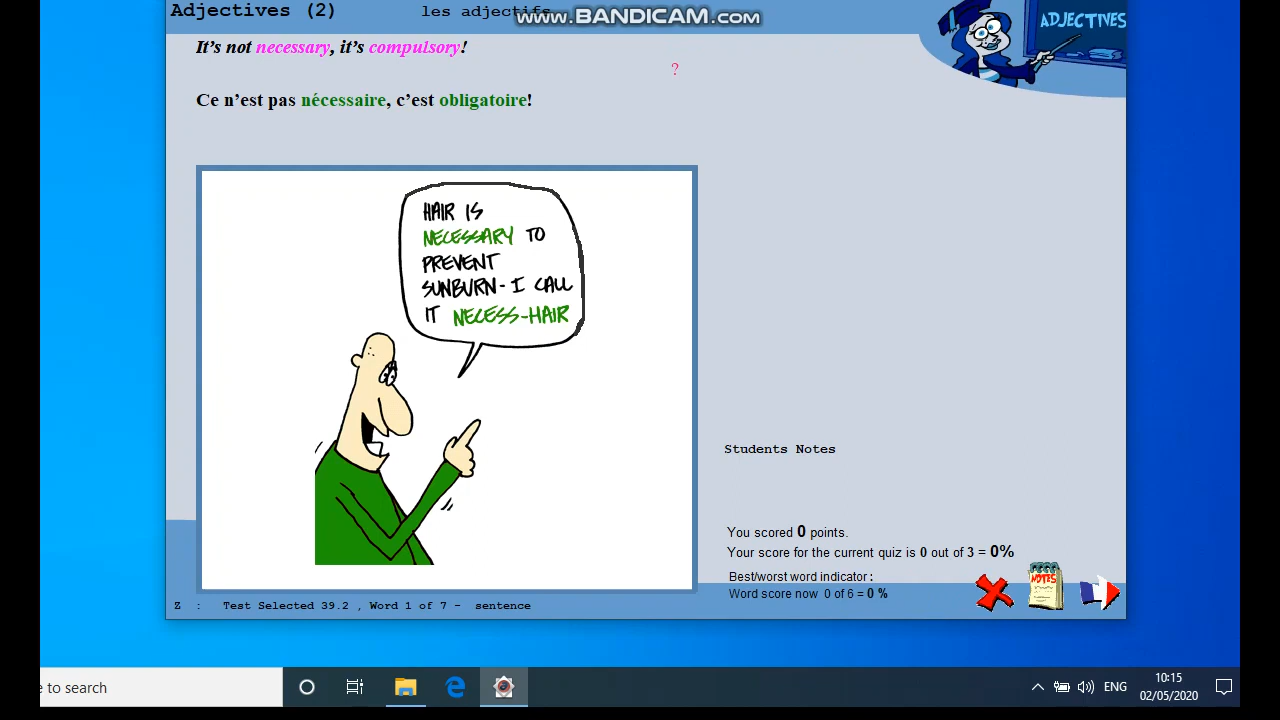 Adjectives (2) les adjectifs
www.BANDICAM.com
ADJECTIVES
It's not necessary, it's compulsory!
?
Ce n'est pas nécessaire, c'est obligatoire!
HAIR IS
NECESSARY TO
PREVENT
SUNBURN - I CALL
IT NECESS-HAIR
Students Notes
You scored 0 points.
Your score for the current quiz is 0 out of 3 = 0%
Best/worst word indicator :
Word score now 0 of 6 = 0 %
NOTES
Z : Test Selected 39.2 , Word 1 of 7 - sentence
e to search
ENG
10:15
02/05/2020